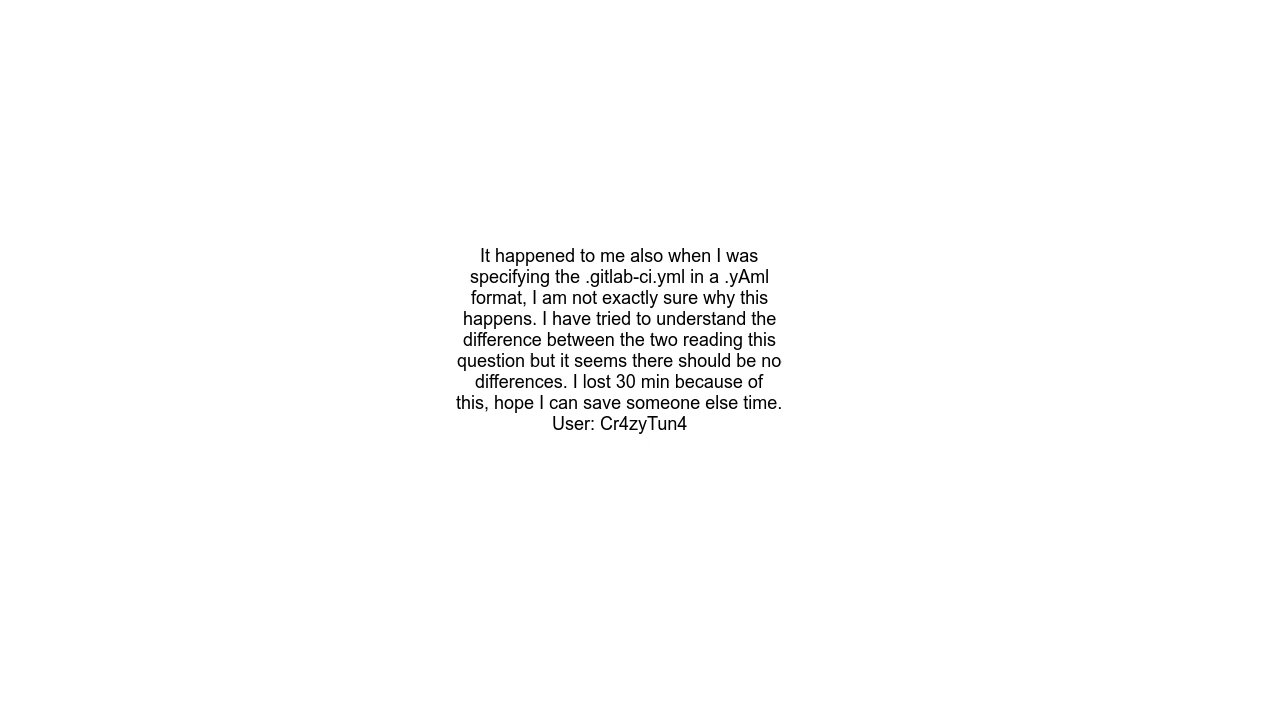 It happened to me also when I was
specifying the .gitlab-ci.yml in a .yAml
format, I am not exactly sure why this
happens. I have tried to understand the
difference between the two reading this
question but it seems there should be no
differences. I lost 30 min because of
this, hope I can save someone else time.
User: Cr4zyTun4